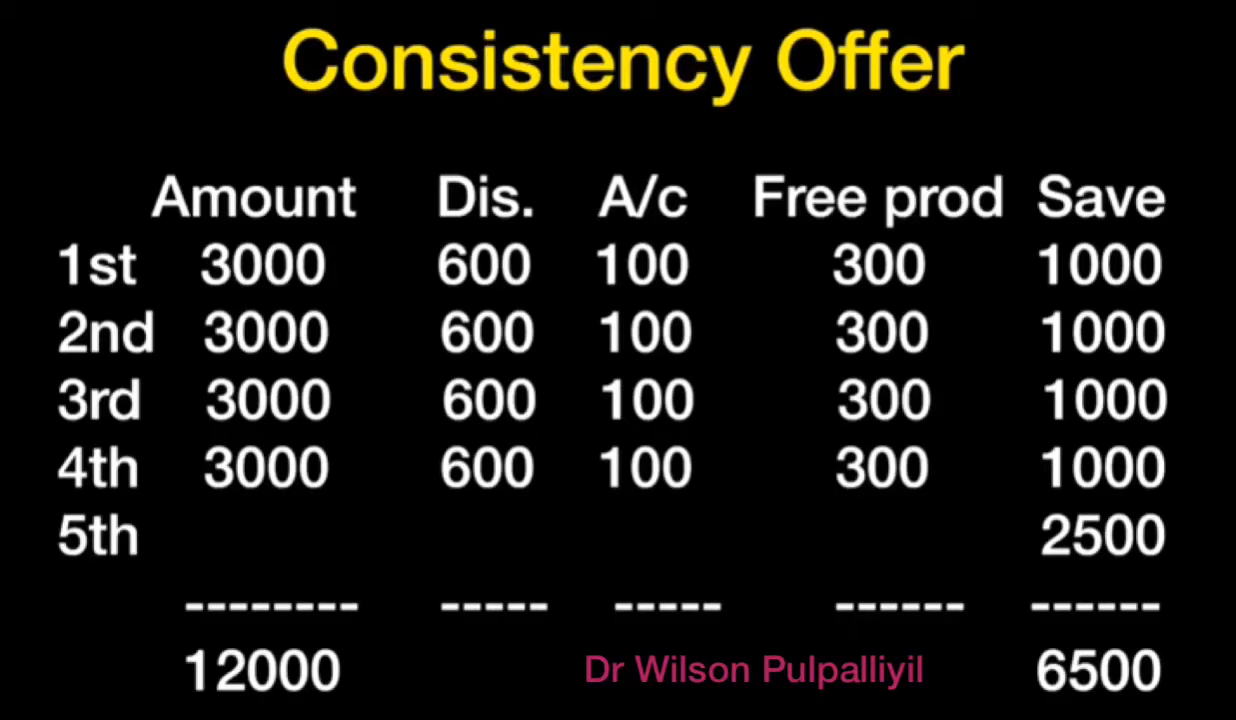 Consistency Offer
Amount Dis. A/c Free prod Save
1st 3000 600 100 300 1000
2nd 3000 600 100 300 1000
3rd 3000 600 100 300 1000
4th 3000 600 100 300 1000
5th 2500
-------- ----- ----- ------ ------
12000 Dr Wilson Pulpalliyil 6500